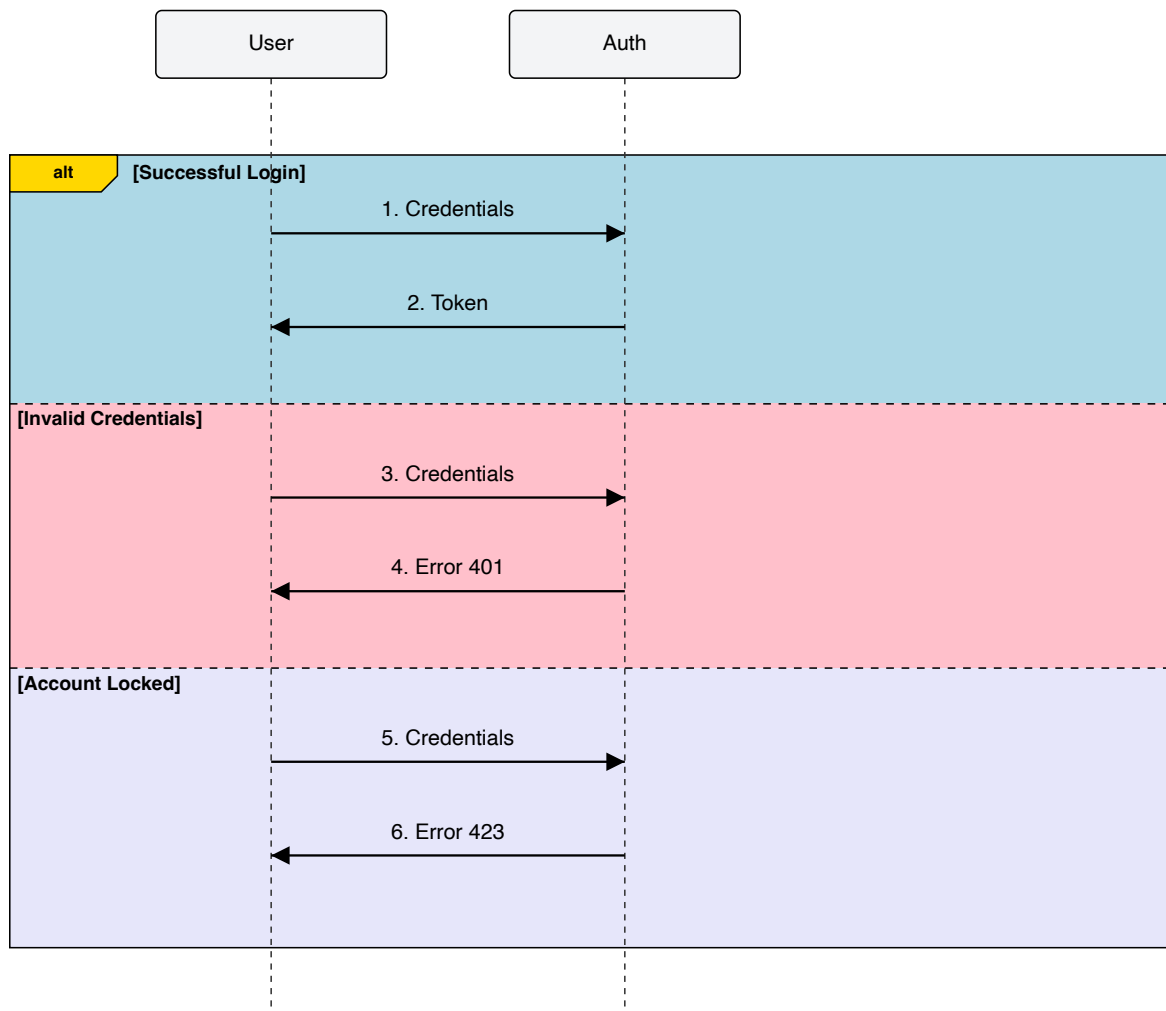 User
Auth
alt [Successful Login]
1. Credentials
2. Token
[Invalid Credentials]
3. Credentials
4. Error 401
[Account Locked]
5. Credentials
6. Error 423